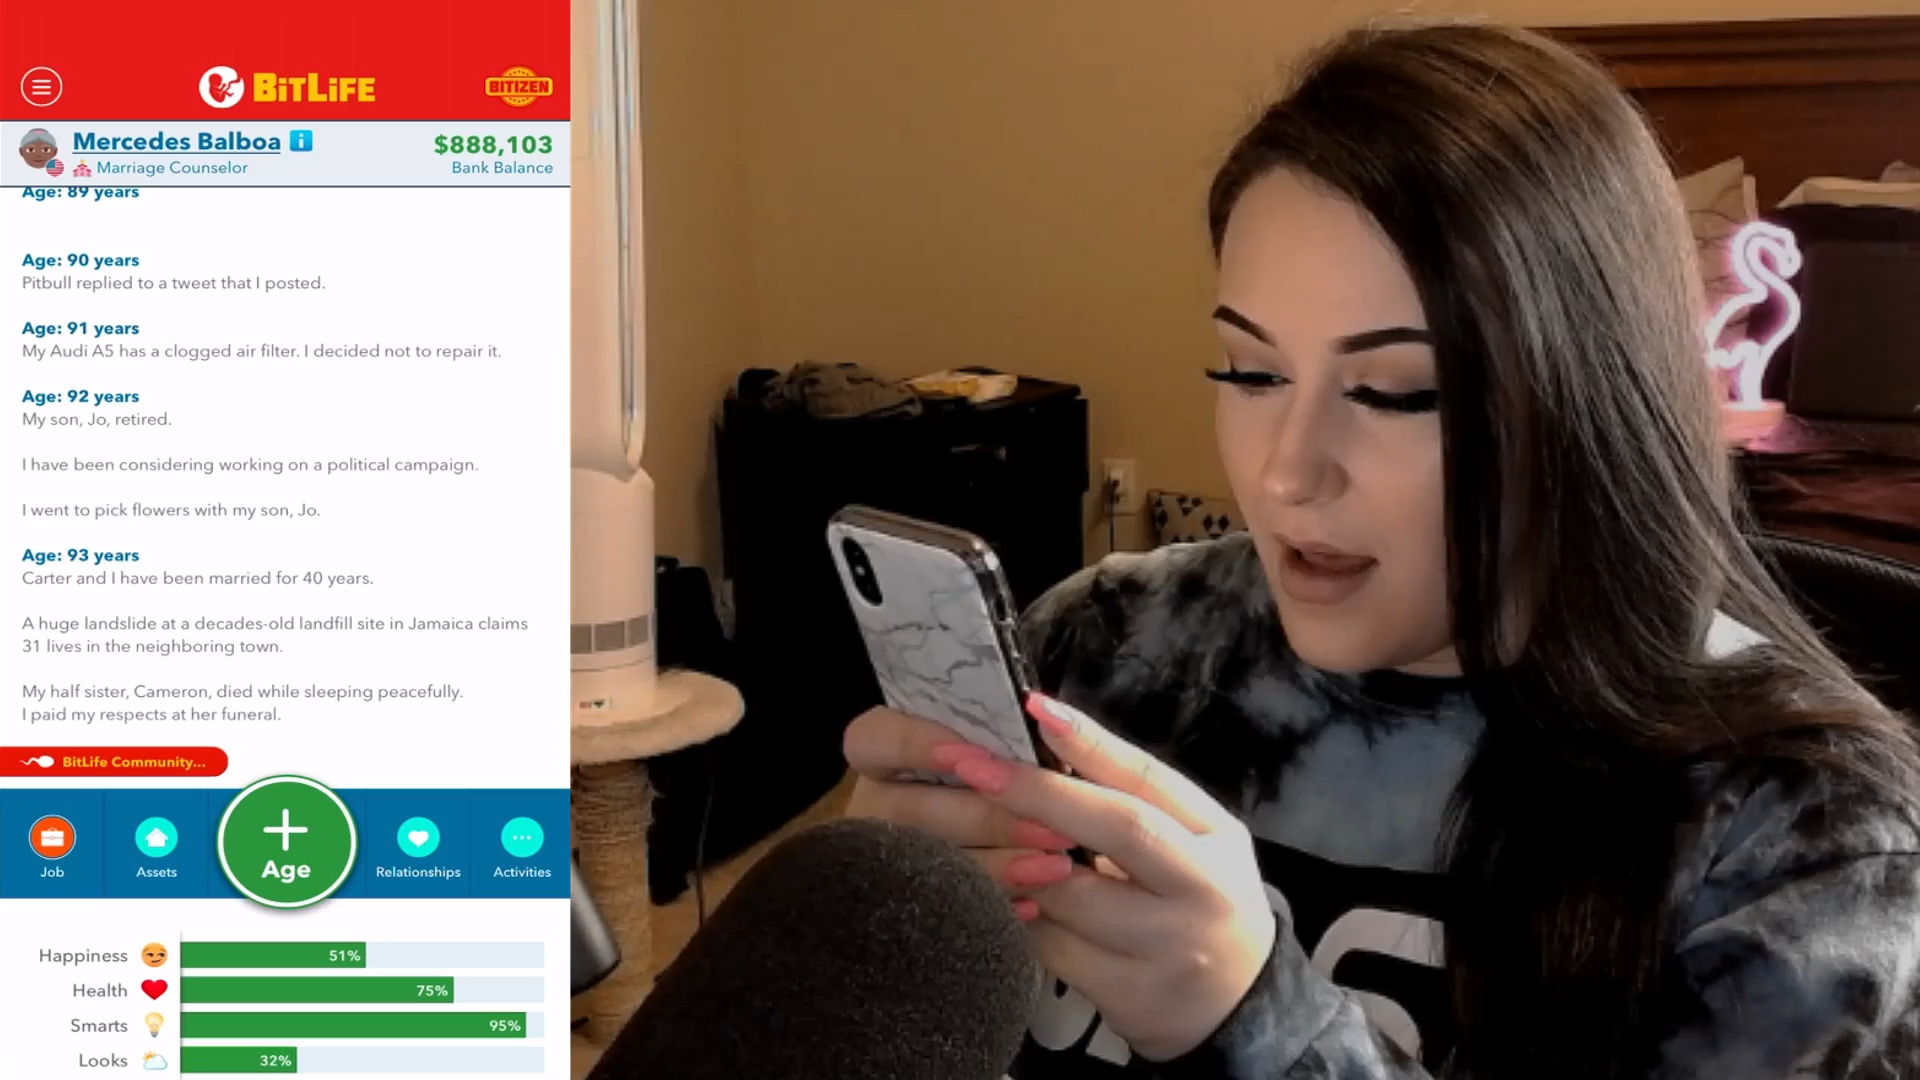 BitLife
BITIZEN
Mercedes Balboa i
$888,103
Marriage Counselor
Bank Balance
Age: 89 years
Age: 90 years
Pitbull replied to a tweet that I posted.
Age: 91 years
My Audi A5 has a clogged air filter. I decided not to repair it.
Age: 92 years
My son, Jo, retired.
I have been considering working on a political campaign.
I went to pick flowers with my son, Jo.
Age: 93 years
Carter and I have been married for 40 years.
A huge landslide at a decades-old landfill site in Jamaica claims
31 lives in the neighboring town.
My half sister, Cameron, died while sleeping peacefully.
I paid my respects at her funeral.
BitLife Community...
Job
Assets
+
Age
Relationships
Activities
Happiness 51%
Health 75%
Smarts 95%
Looks 32%